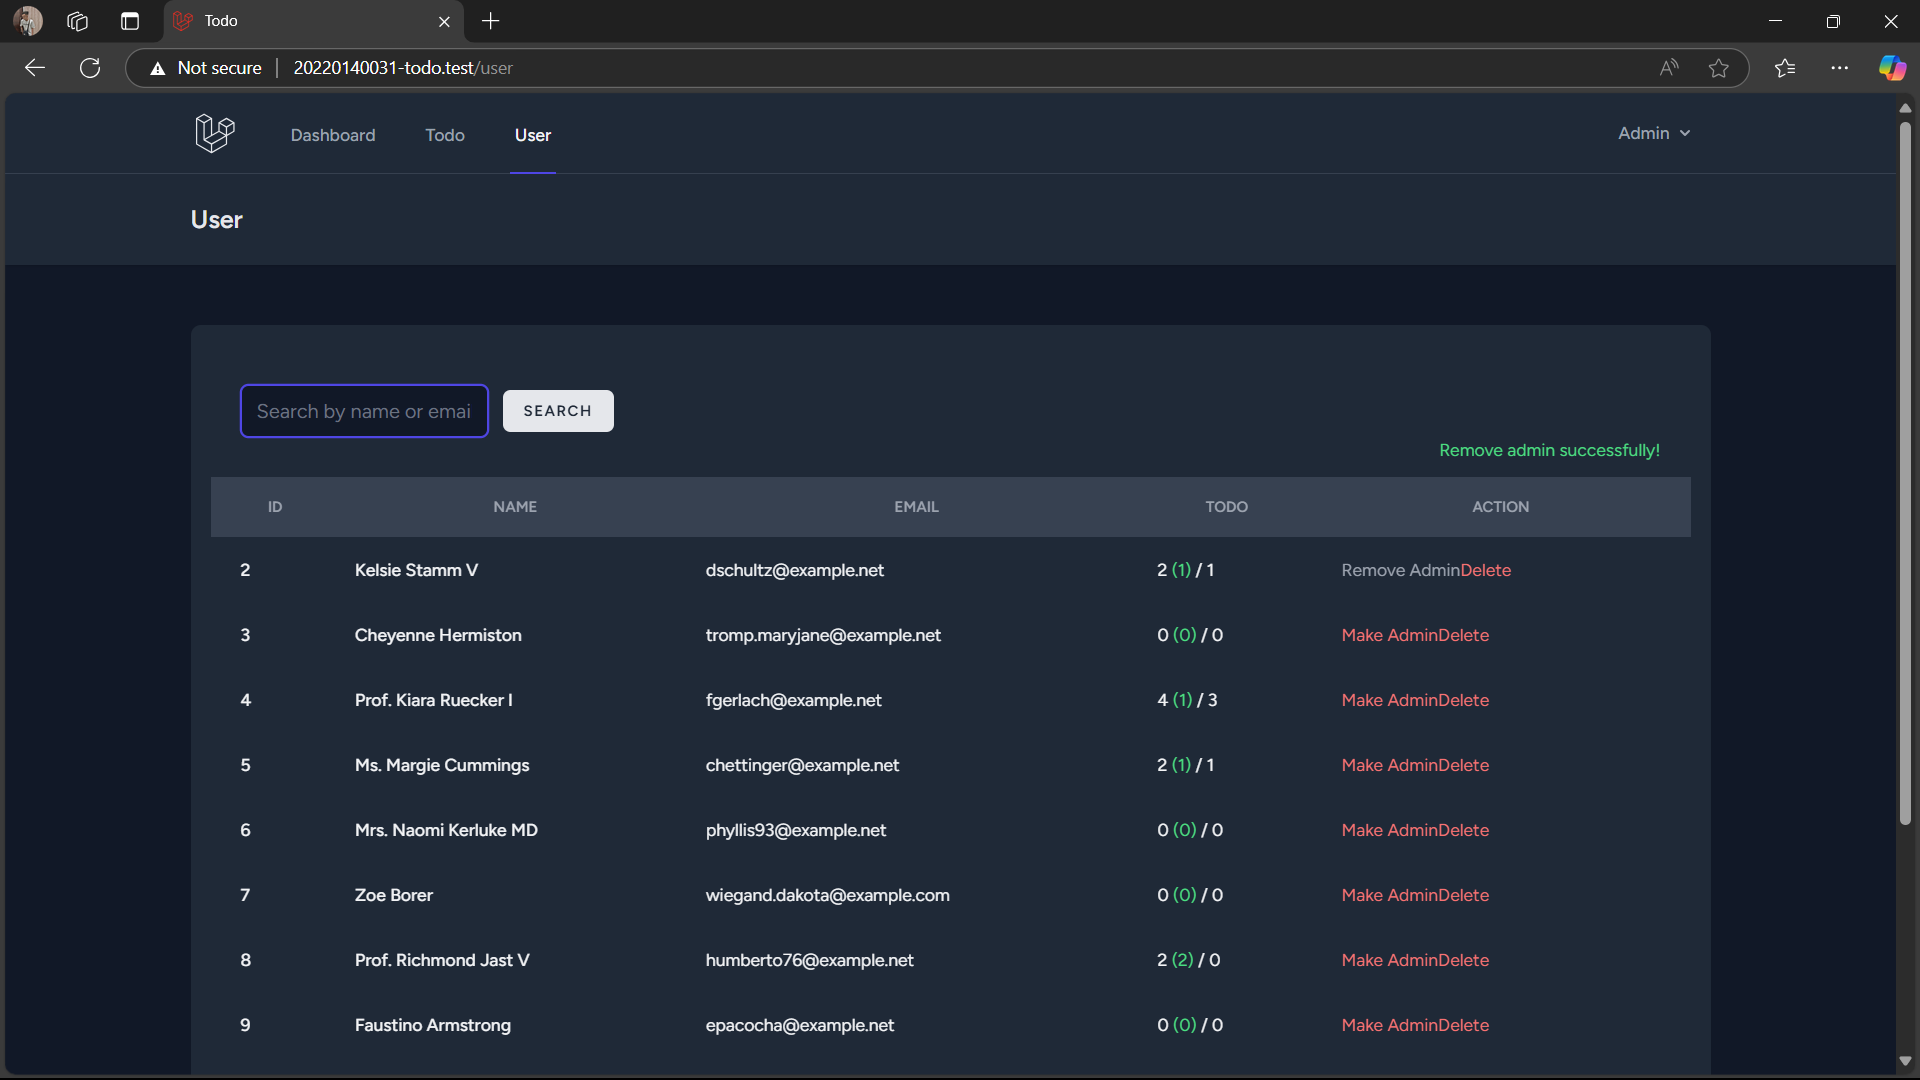 Todo
Not secure 20220140031-todo.test/user
Dashboard Todo User Admin
User
Search by name or emai SEARCH
Remove admin successfully!
ID NAME EMAIL TODO ACTION
2 Kelsie Stamm V dschultz@example.net 2 (1) / 1 Remove AdminDelete
3 Cheyenne Hermiston tromp.maryjane@example.net 0 (0) / 0 Make AdminDelete
4 Prof. Kiara Ruecker I fgerlach@example.net 4 (1) / 3 Make AdminDelete
5 Ms. Margie Cummings chettinger@example.net 2 (1) / 1 Make AdminDelete
6 Mrs. Naomi Kerluke MD phyllis93@example.net 0 (0) / 0 Make AdminDelete
7 Zoe Borer wiegand.dakota@example.com 0 (0) / 0 Make AdminDelete
8 Prof. Richmond Jast V humberto76@example.net 2 (2) / 0 Make AdminDelete
9 Faustino Armstrong epacocha@example.net 0 (0) / 0 Make AdminDelete